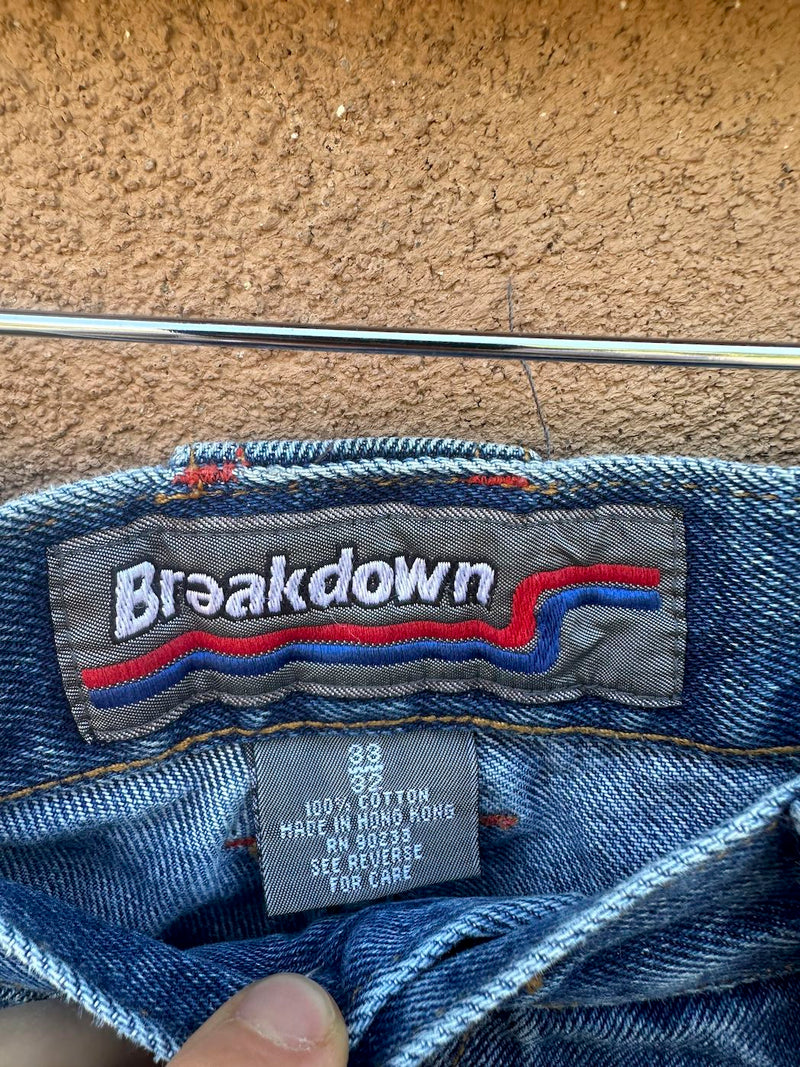 Breakdown
33
32
100% COTTON
MADE IN HONG KONG
RN 90233
SEE REVERSE
FOR CARE